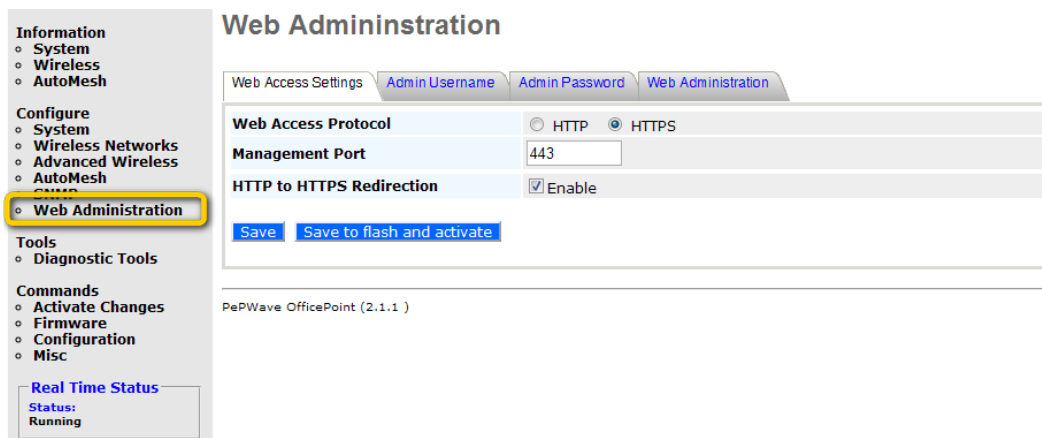 Information
System
Wireless
AutoMesh
Configure
System
Wireless Networks
Advanced Wireless
AutoMesh
SNMP
Web Administration
Tools
Diagnostic Tools
Commands
Activate Changes
Firmware
Configuration
Misc
Real Time Status
Status:
Running
Web Admininstration
Web Access Settings Admin Username Admin Password Web Administration
Web Access Protocol HTTP HTTPS
Management Port 443
HTTP to HTTPS Redirection Enable
Save Save to flash and activate
PePWave OfficePoint (2.1.1 )